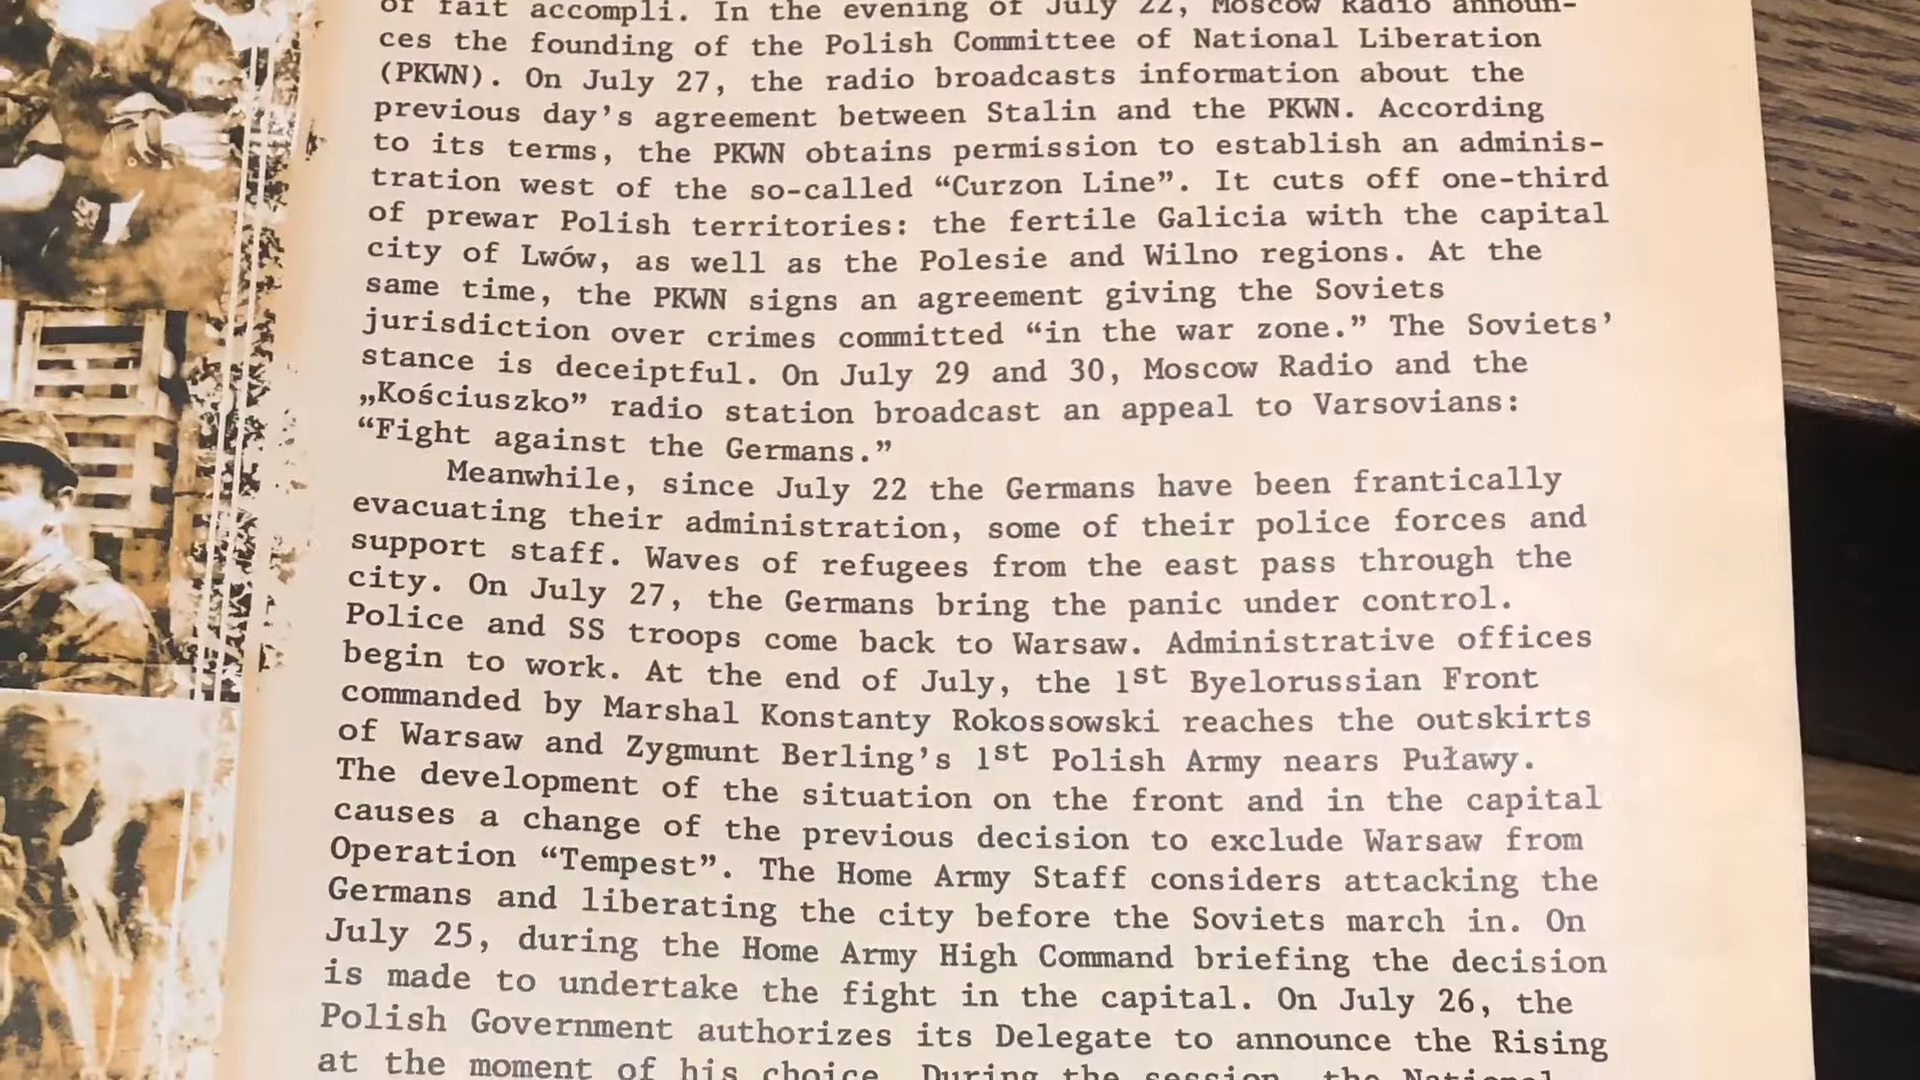 of fait accompli. In the evening of July 22, Moscow Radio announ-
ces the founding of the Polish Committee of National Liberation
(PKWN). On July 27, the radio broadcasts information about the
previous day's agreement between Stalin and the PKWN. According
to its terms, the PKWN obtains permission to establish an adminis-
tration west of the so-called “Curzon Line”. It cuts off one-third
of prewar Polish territories: the fertile Galicia with the capital
city of Lwów, as well as the Polesie and Wilno regions. At the
same time, the PKWN signs an agreement giving the Soviets
jurisdiction over crimes committed “in the war zone.” The Soviets’
stance is deceiptful. On July 29 and 30, Moscow Radio and the
„Kościuszko” radio station broadcast an appeal to Varsovians:
“Fight against the Germans.”
Meanwhile, since July 22 the Germans have been frantically
evacuating their administration, some of their police forces and
support staff. Waves of refugees from the east pass through the
city. On July 27, the Germans bring the panic under control.
Police and SS troops come back to Warsaw. Administrative offices
begin to work. At the end of July, the 1st Byelorussian Front
commanded by Marshal Konstanty Rokossowski reaches the outskirts
of Warsaw and Zygmunt Berling’s 1st Polish Army nears Puławy.
The development of the situation on the front and in the capital
causes a change of the previous decision to exclude Warsaw from
Operation “Tempest”. The Home Army Staff considers attacking the
Germans and liberating the city before the Soviets march in. On
July 25, during the Home Army High Command briefing the decision
is made to undertake the fight in the capital. On July 26, the
Polish Government authorizes its Delegate to announce the Rising
at the moment of his choice. During the session, the National